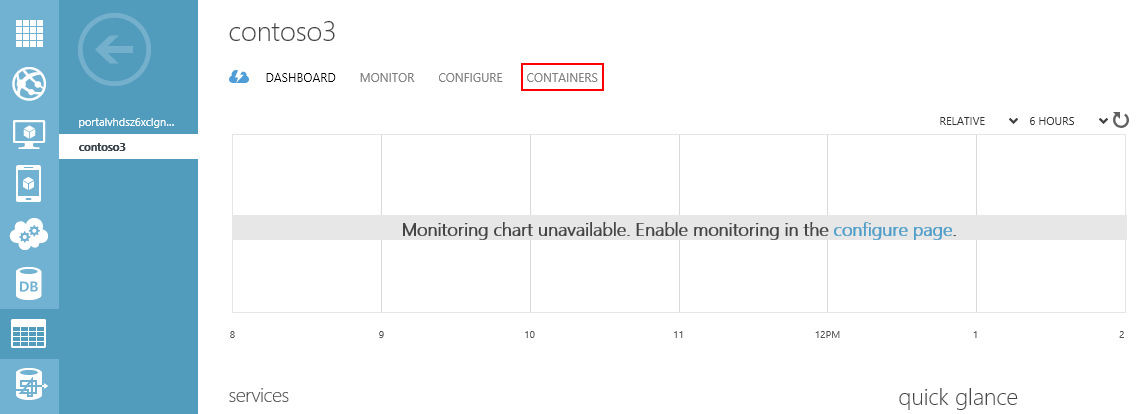 contoso3
DASHBOARD MONITOR CONFIGURE CONTAINERS
portalvhdsz6xclgn...
contoso3
RELATIVE 6 HOURS
Monitoring chart unavailable. Enable monitoring in the configure page.
8 9 10 11 12PM 1 2
DB
services quick glance